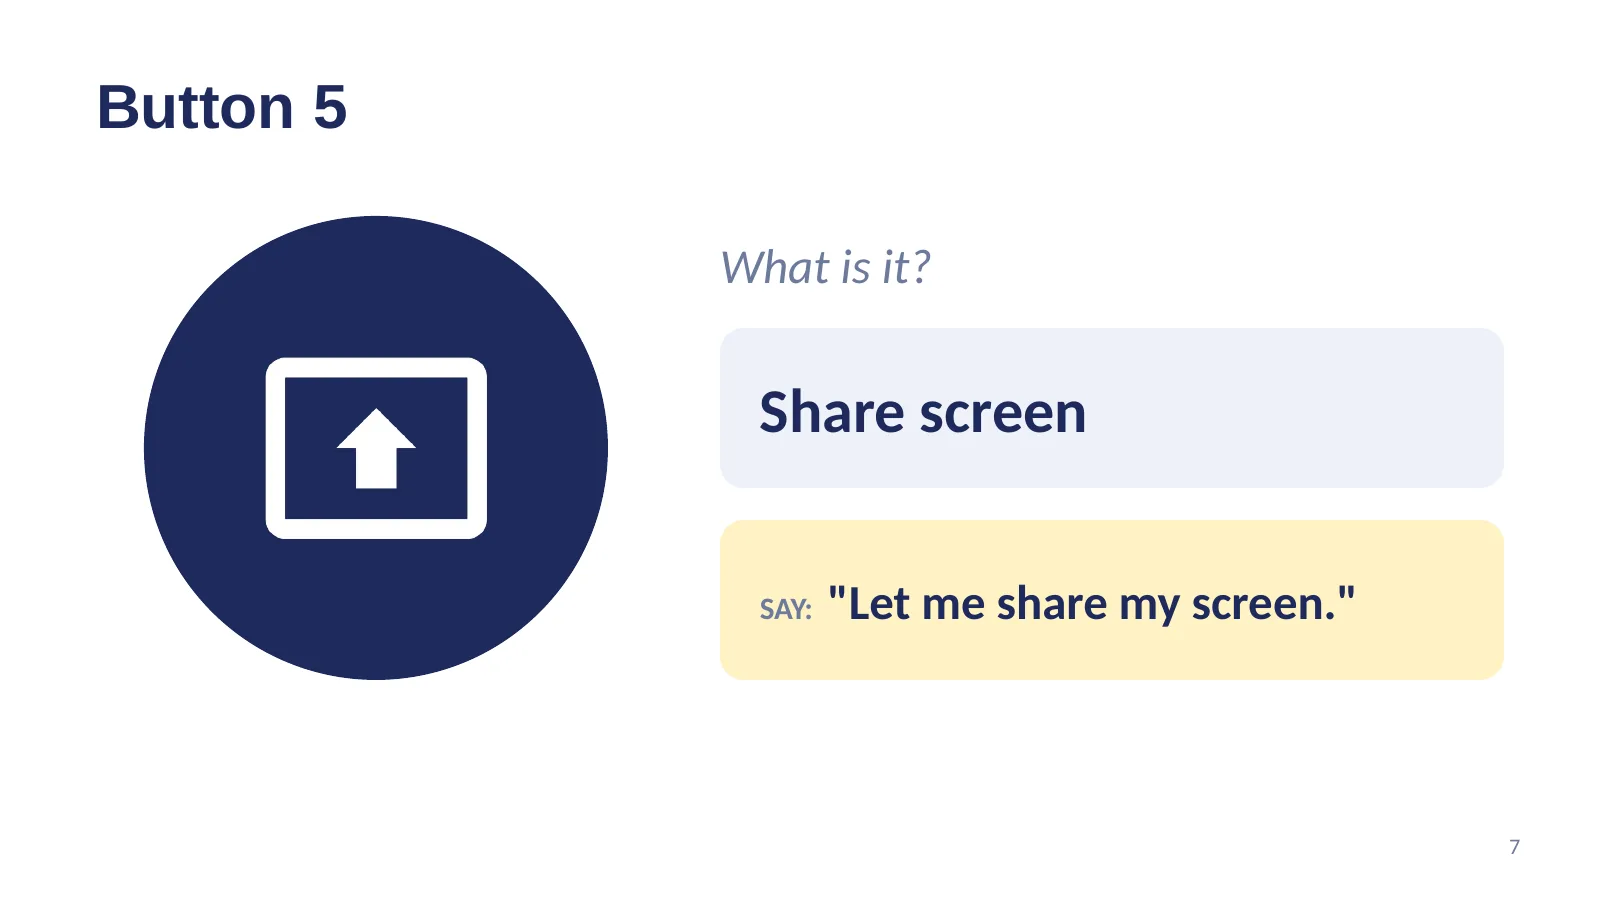 Button 5
What is it?
Share screen
SAY: "Let me share my screen."
7